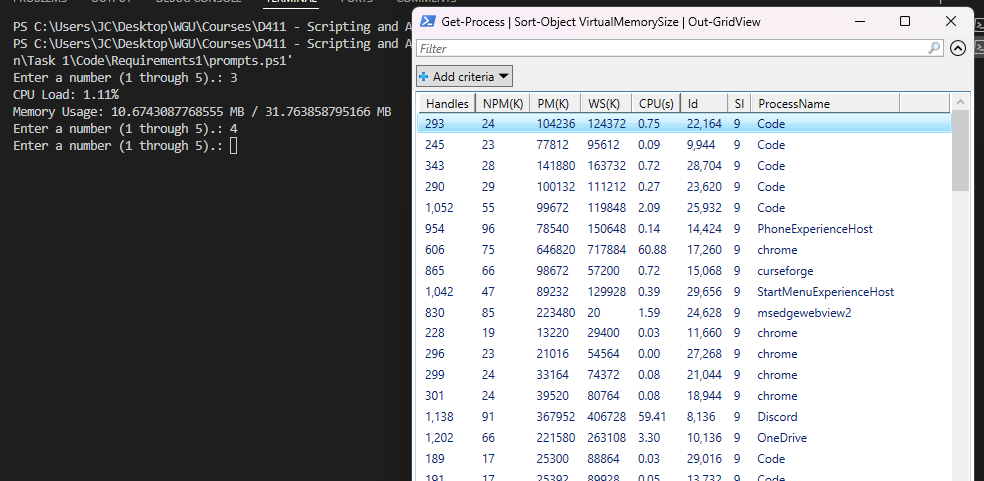 TERMINAL
PS C:\Users\JC\Desktop\WGU\Courses\D411 - Scripting and A
PS C:\Users\JC\Desktop\WGU\Courses\D411 - Scripting and A
n\Task 1\Code\Requirements1\prompts.ps1'
Enter a number (1 through 5).: 3
CPU Load: 1.11%
Memory Usage: 10.6743087768555 MB / 31.763858795166 MB
Enter a number (1 through 5).: 4
Enter a number (1 through 5).:
Get-Process | Sort-Object VirtualMemorySize | Out-GridView
Filter
Add criteria
Handles NPM(K) PM(K) WS(K) CPU(s) Id SI ProcessName
293 24 104236 124372 0.75 22,164 9 Code
245 23 77812 95612 0.09 9,944 9 Code
343 28 141880 163732 0.72 28,704 9 Code
290 29 100132 111212 0.27 23,620 9 Code
1,052 55 99672 119848 2.09 25,932 9 Code
954 96 78540 150648 0.14 14,424 9 PhoneExperienceHost
606 75 646820 717884 60.88 17,260 9 chrome
865 66 98672 57200 0.72 15,068 9 curseforge
1,042 47 89232 129928 0.39 29,656 9 StartMenuExperienceHost
830 85 223480 20 1.59 24,628 9 msedgewebview2
228 19 13220 29400 0.03 11,660 9 chrome
296 23 21016 54564 0.00 27,268 9 chrome
299 24 33164 74372 0.08 21,044 9 chrome
301 24 39520 80764 0.08 18,944 9 chrome
1,138 91 367952 406728 59.41 8,136 9 Discord
1,202 66 221580 263108 3.30 10,136 9 OneDrive
189 17 25300 88864 0.03 29,016 9 Code
191 17 25392 89928 0.05 13,732 9 Code